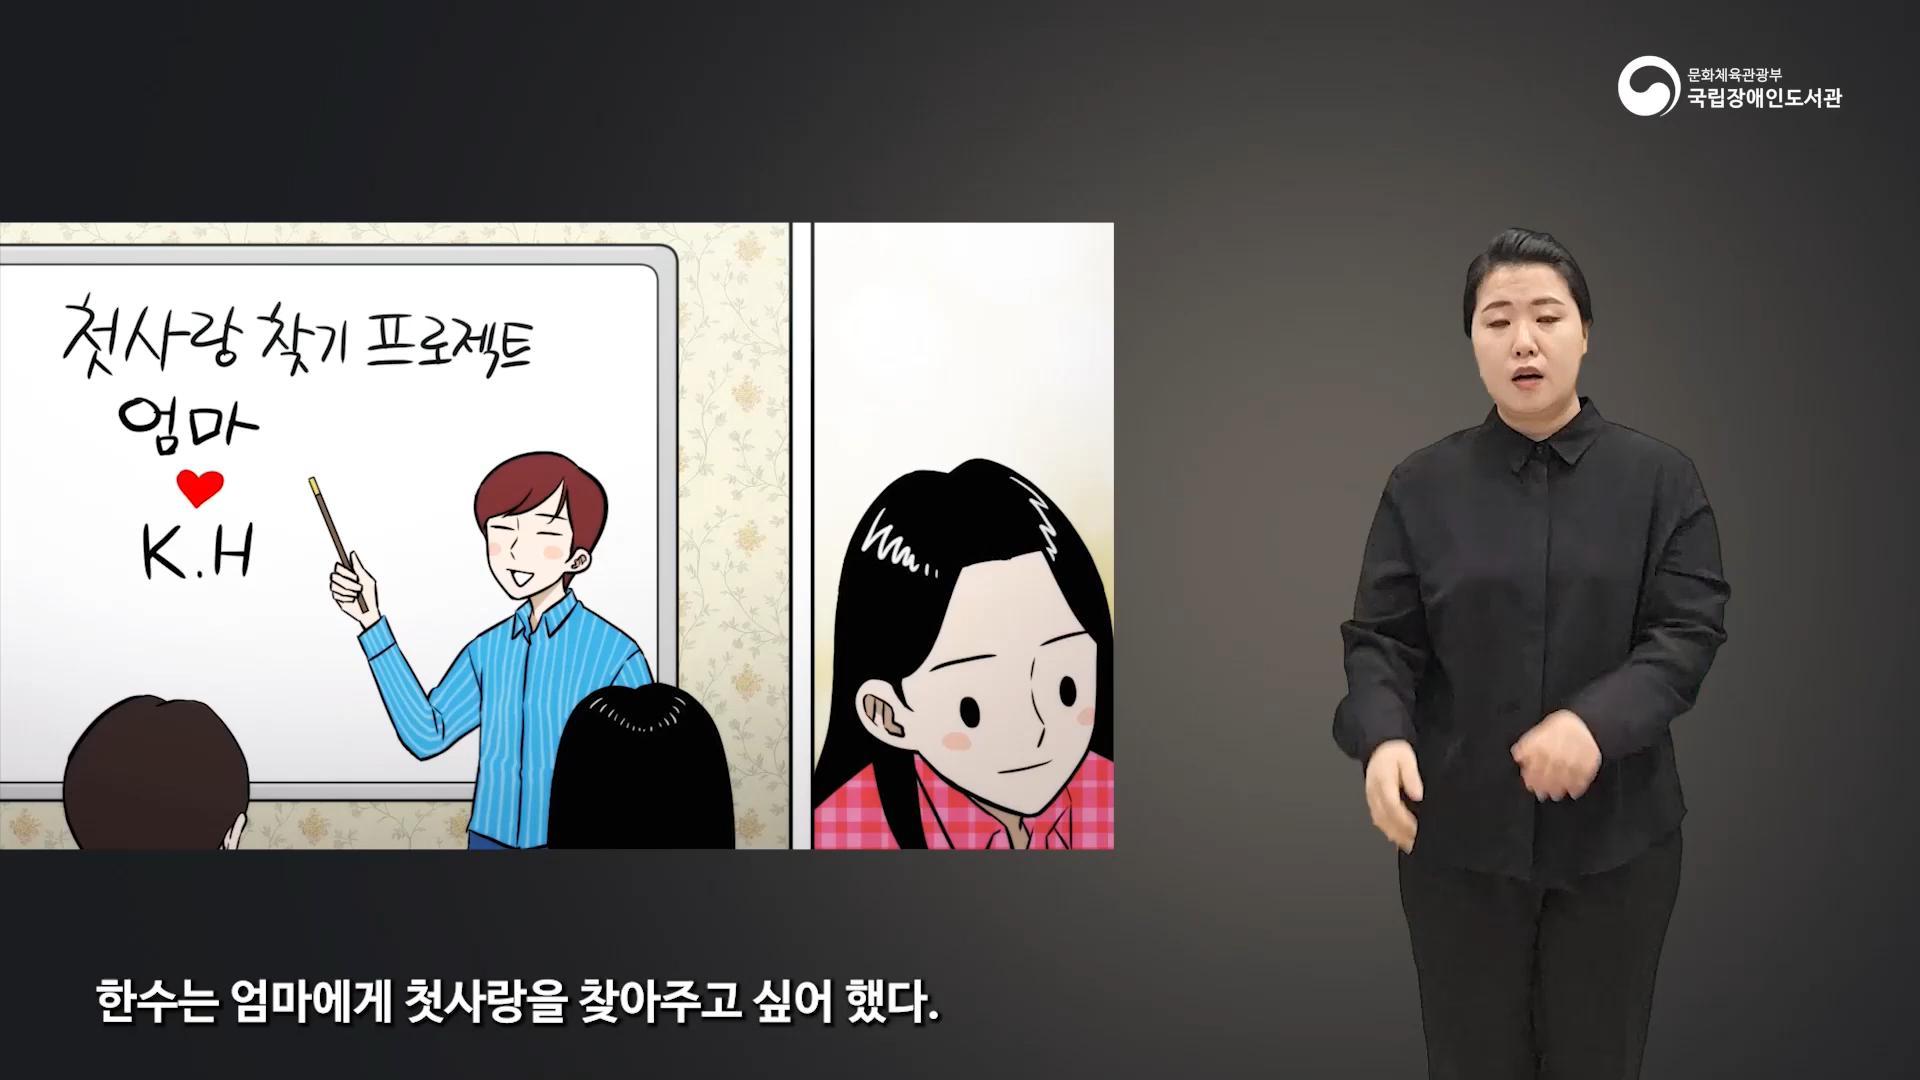 문화체육관광부
국립장애인도서관
첫사랑 찾기 프로젝트
엄마
K.H
한수는 엄마에게 첫사랑을 찾아주고 싶어 했다.